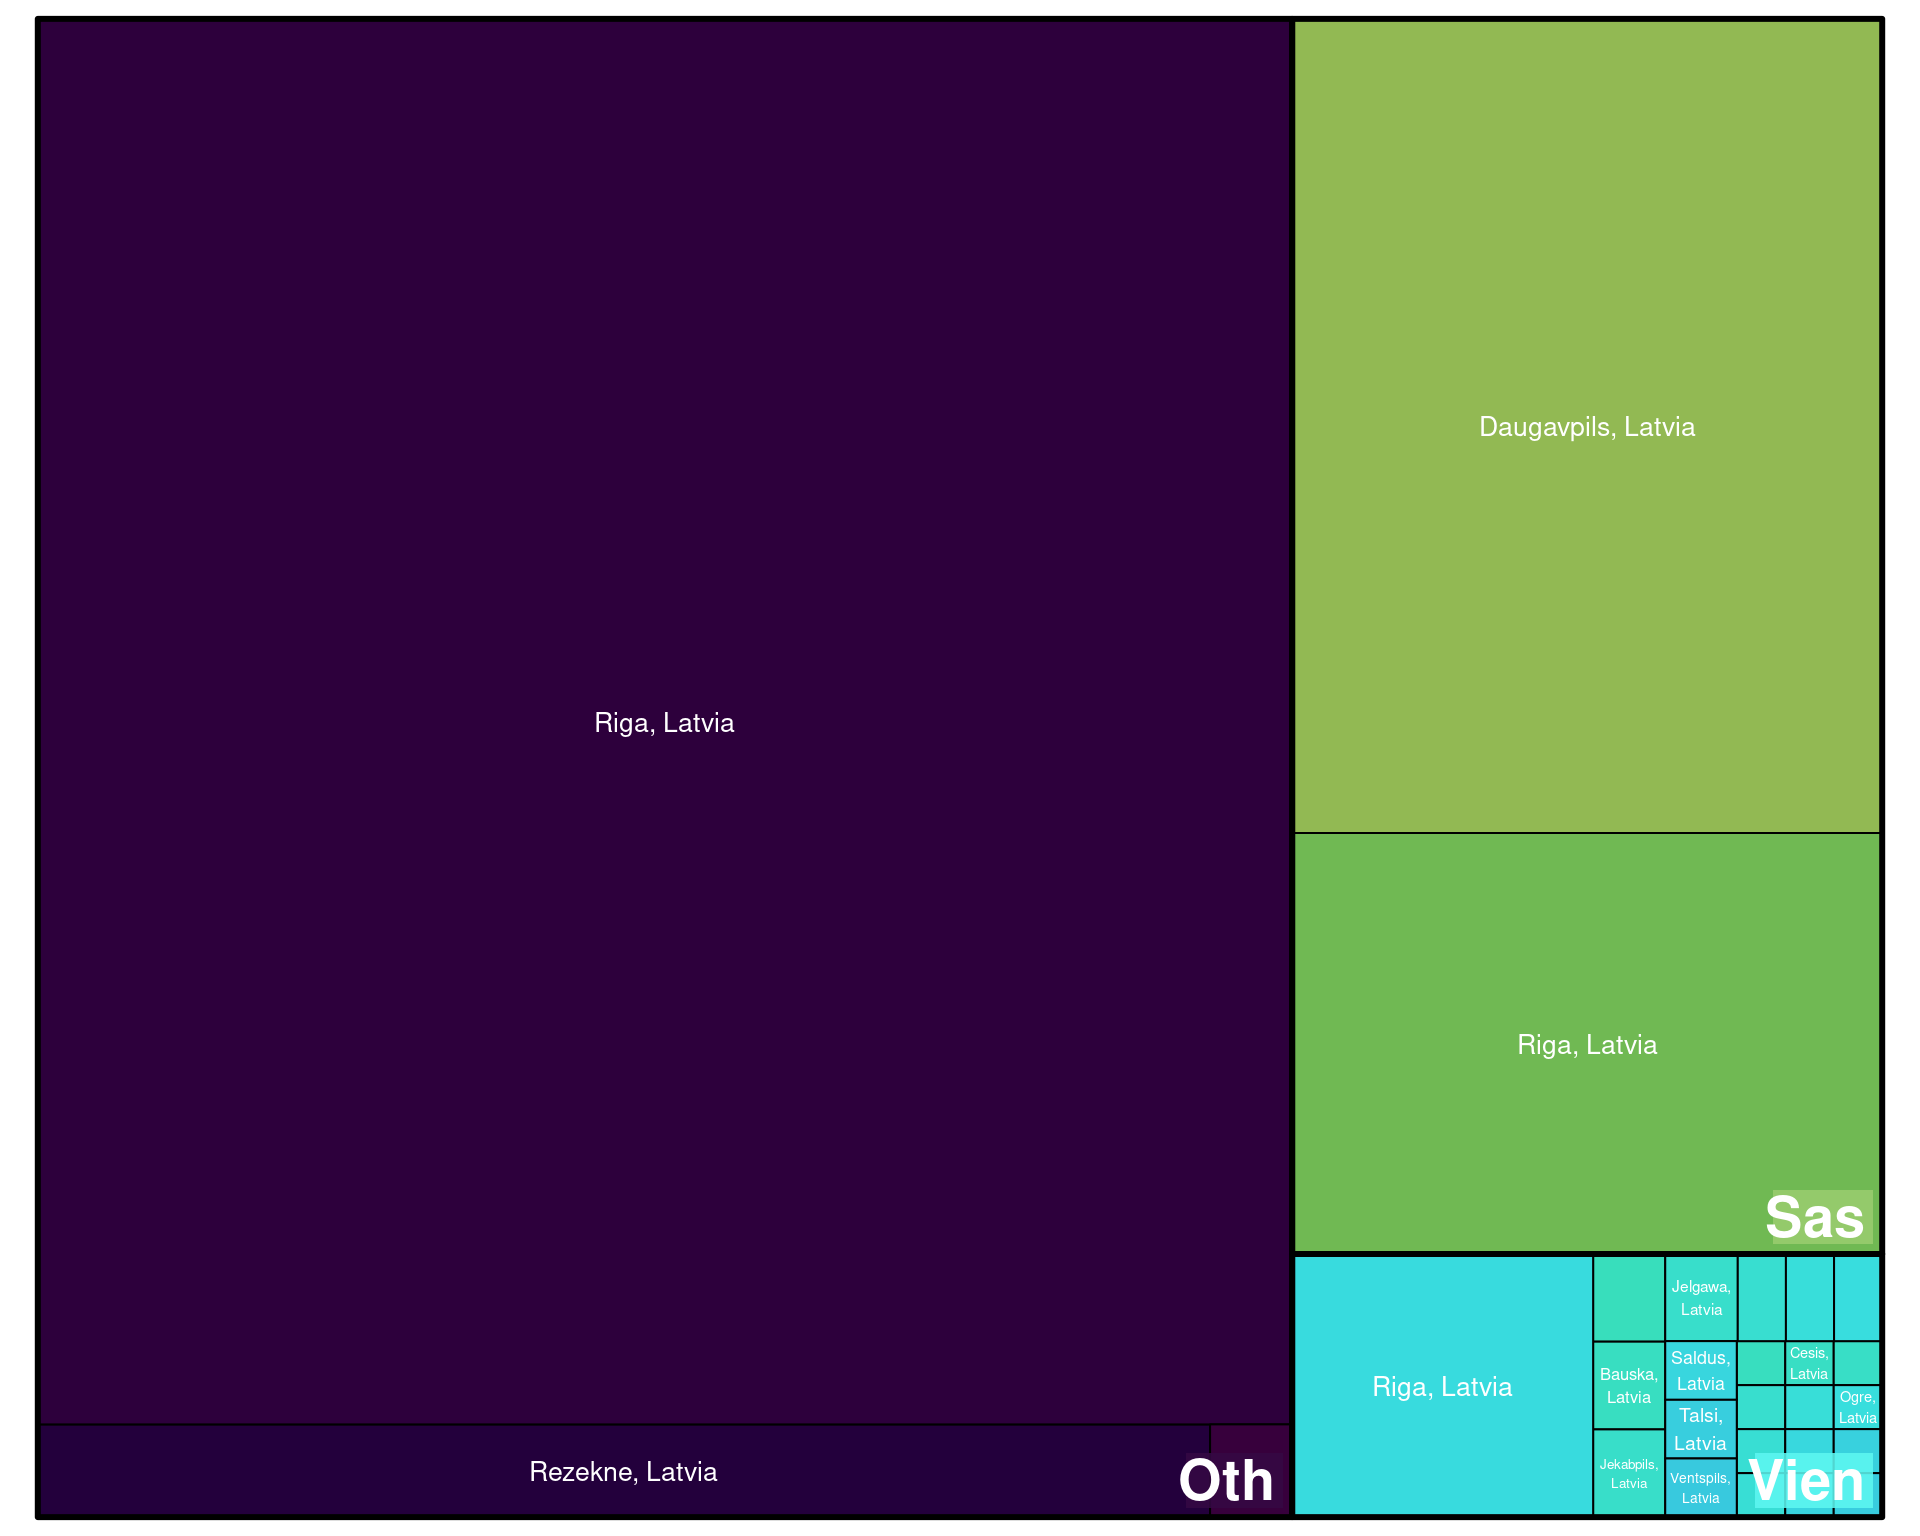 Riga, Latvia
Rezekne, Latvia
Oth
Daugavpils, Latvia
Riga, Latvia
Sas
Riga, Latvia
Bauska,
Latvia
Jekabpils,
Latvia
Jelgawa,
Latvia
Saldus,
Latvia
Talsi,
Latvia
Ventspils,
Latvia
Cesis,
Latvia
Ogre,
Latvia
Vien